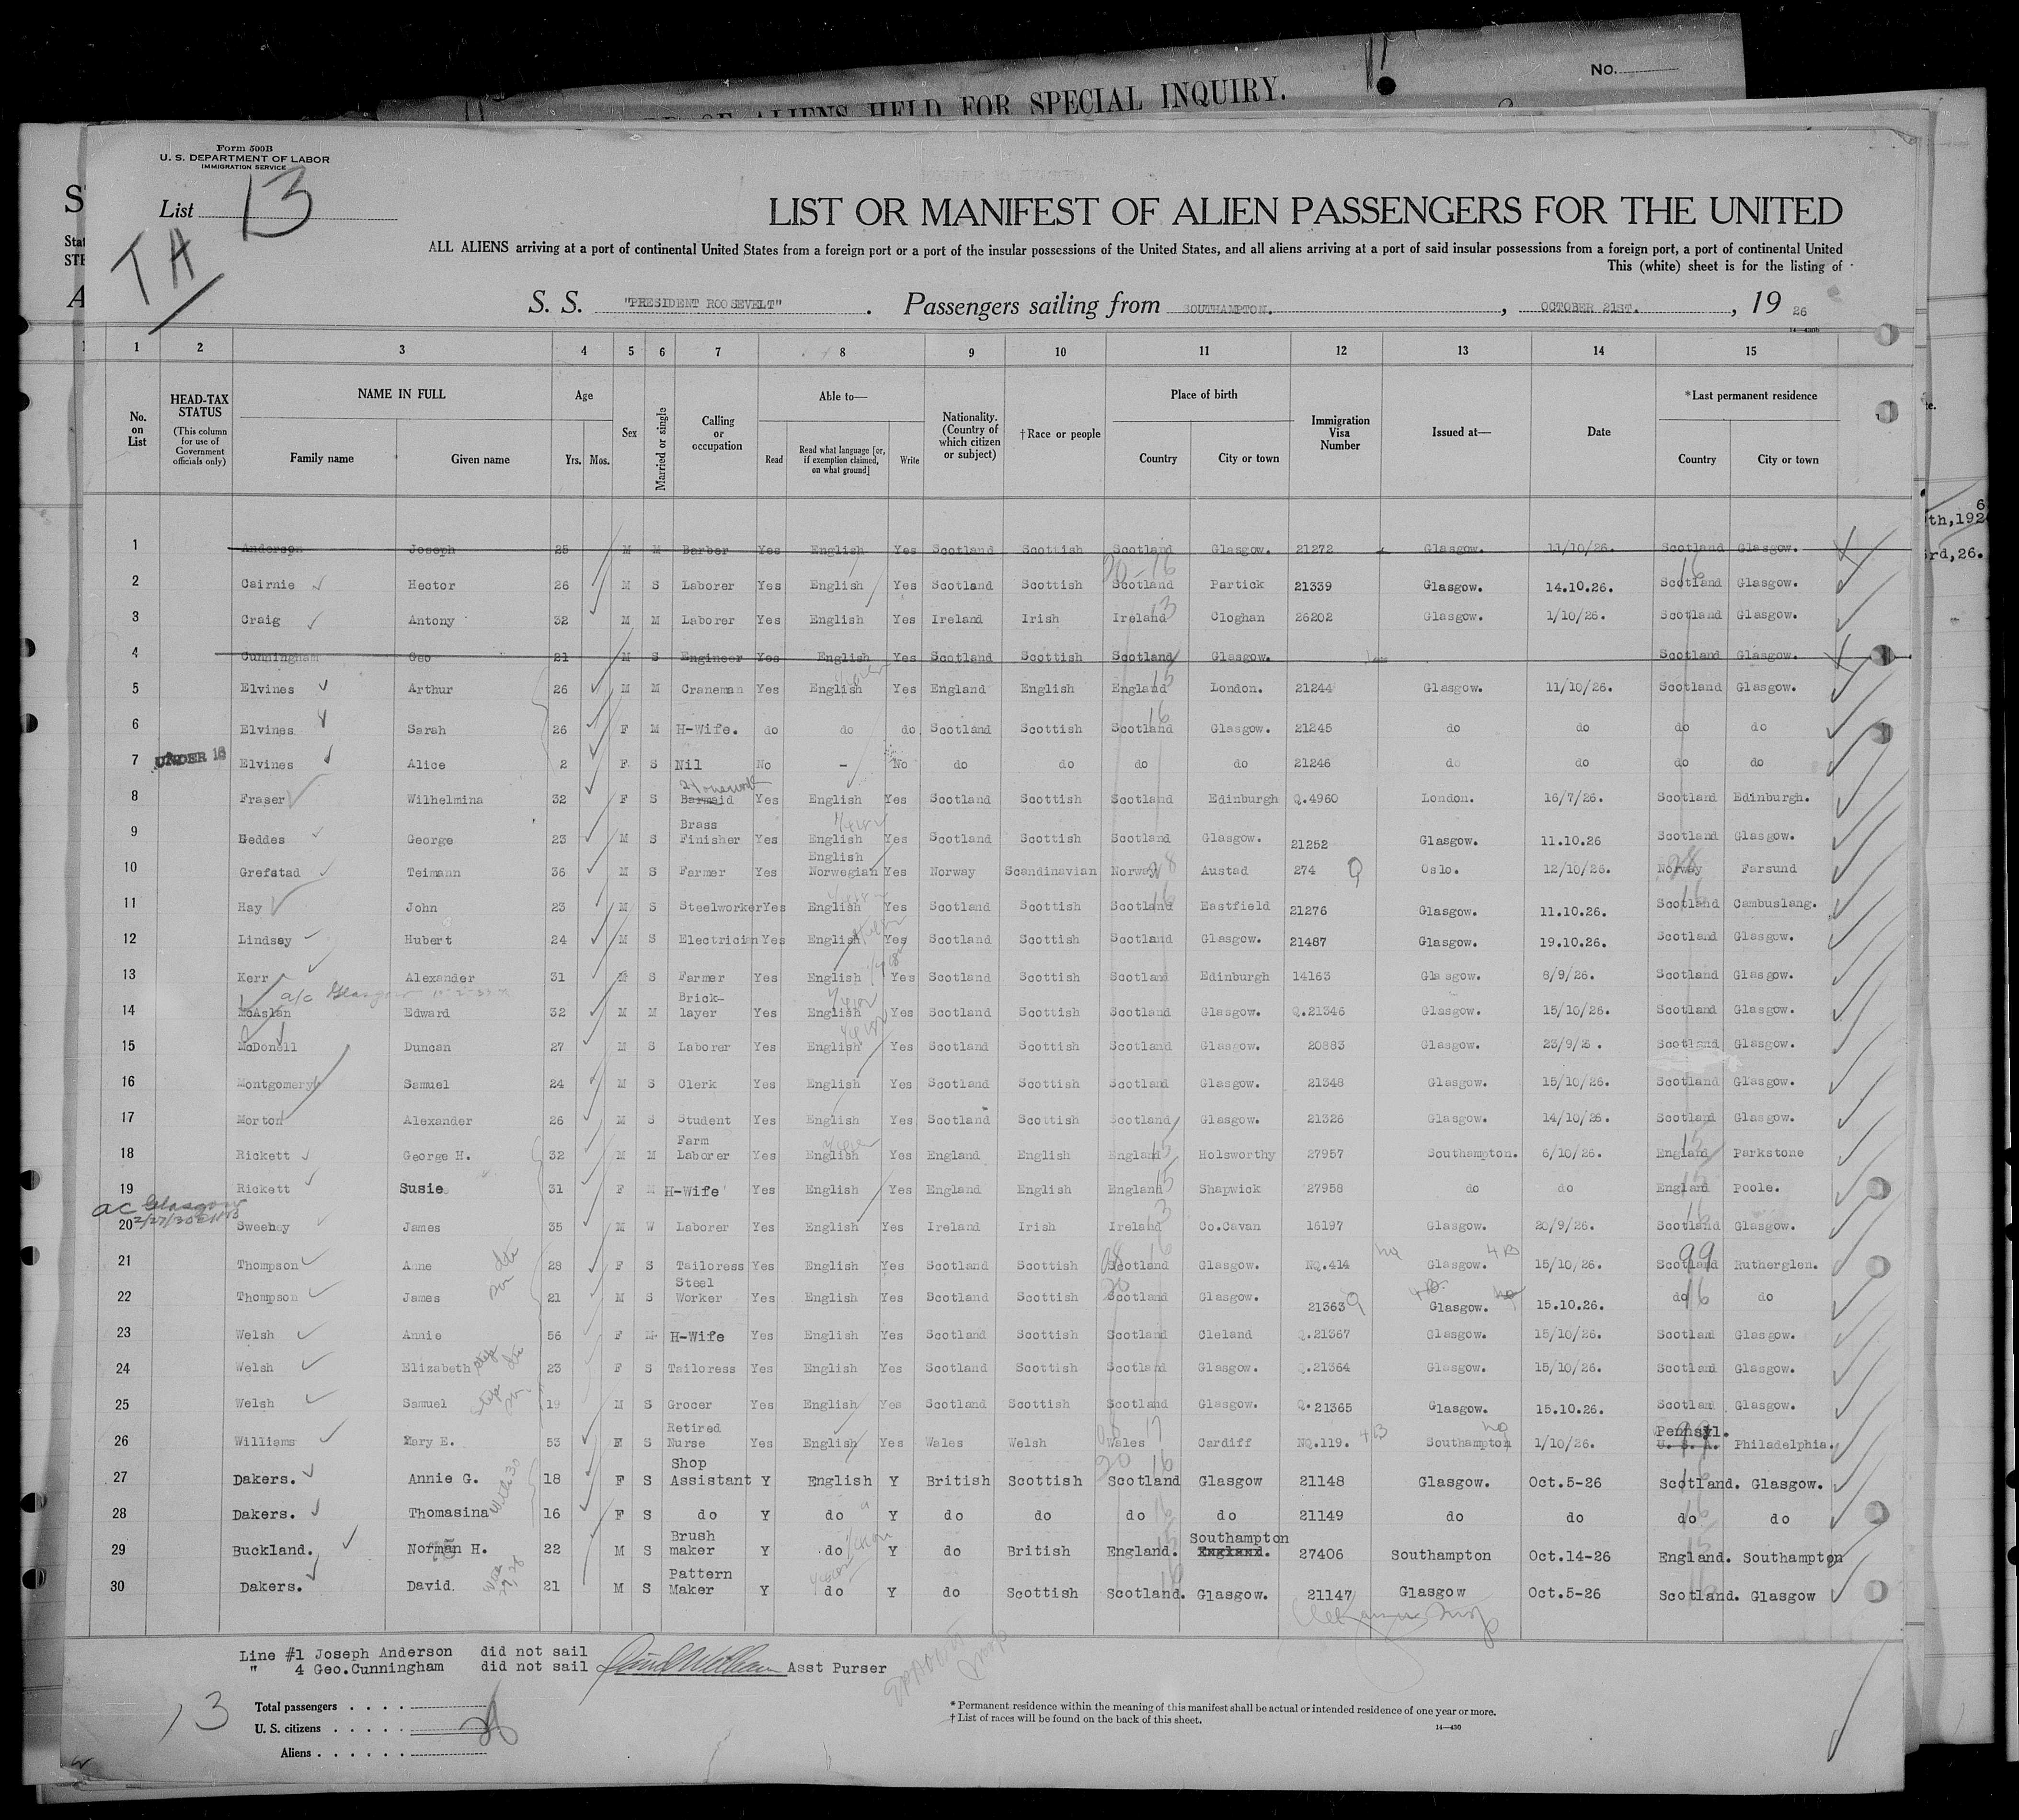 No.
OF ALIENS HELD FOR SPECIAL INQUIRY.
Form 500B
U. S. DEPARTMENT OF LABOR
IMMIGRATION SERVICE
List 13
TA
LIST OR MANIFEST OF ALIEN PASSENGERS FOR THE UNITED
ALL ALIENS arriving at a port of continental United States from a foreign port or a port of the insular possessions of the United States, and all aliens arriving at a port of said insular possessions from a foreign port, a port of continental United
This (white) sheet is for the listing of
S. S. "PRESIDENT ROOSEVELT" . Passengers sailing from SOUTHAMPTON. , OCTOBER 21ST. , 19 26
1 2 3 4 5 6 7 8 9 10 11 12 13 14 15
No. on List
HEAD-TAX STATUS (This column for use of Government officials only)
NAME IN FULL Family name Given name
Age Yrs. Mos.
Sex
Married or single
Calling or occupation
Able to— Read Read what language [or, if exemption claimed, on what ground] Write
Nationality. (Country of which citizen or subject)
† Race or people
Place of birth Country City or town
Immigration Visa Number
Issued at—
Date
*Last permanent residence Country City or town
1 Anderson Joseph 25 M M Barber Yes English Yes Scotland Scottish Scotland Glasgow. 21272 Glasgow. 11/10/26. Scotland Glasgow.
2 Cairnie Hector 26 M S Laborer Yes English Yes Scotland Scottish Scotland Partick 21339 Glasgow. 14.10.26. Scotland Glasgow.
3 Craig Antony 32 M M Laborer Yes English Yes Ireland Irish Ireland Cloghan 26202 Glasgow. 1/10/26. Scotland Glasgow.
4 Cunningham Geo 21 M S Engineer Yes English Yes Scotland Scottish Scotland Glasgow. Scotland Glasgow.
5 Elvines Arthur 26 M M Craneman Yes English Yes England English England London. 21244 Glasgow. 11/10/26. Scotland Glasgow.
6 Elvines Sarah 26 F M H-Wife. do do do Scotland Scottish Scotland Glasgow. 21245 do do do do
7 UNDER 16 Elvines Alice 2 F S Nil No - No do do do do 21246 do do do do
8 Fraser Wilhelmina 32 F S Barmaid Housework Yes English Yes Scotland Scottish Scotland Edinburgh Q.4960 London. 16/7/26. Scotland Edinburgh.
9 Geddes George 23 M S Brass Finisher Yes English Yes Scotland Scottish Scotland Glasgow. 21252 Glasgow. 11.10.26 Scotland Glasgow.
10 Grefstad Teimann 36 M S Farmer Yes English Norwegian Yes Norway Scandinavian Norway Austad 274 Oslo. 12/10/26. Norway Farsund
11 Hay John 23 M S Steelworker Yes English Yes Scotland Scottish Scotland Eastfield 21276 Glasgow. 11.10.26. Scotland Cambuslang.
12 Lindsay Hubert 24 M S Electrician Yes English Yes Scotland Scottish Scotland Glasgow. 21487 Glasgow. 19.10.26. Scotland Glasgow.
13 Kerr Alexander 31 M S Farmer Yes English Yes Scotland Scottish Scotland Edinburgh 14163 Glasgow. 8/9/26. Scotland Glasgow.
a/c Glasgow
14 McAslan Edward 32 M M Brick-layer Yes English Yes Scotland Scottish Scotland Glasgow. Q.21346 Glasgow. 15/10/26. Scotland Glasgow.
15 McDonell Duncan 27 M S Laborer Yes English Yes Scotland Scottish Scotland Glasgow. 20883 Glasgow. 23/9/ Scotland Glasgow.
16 Montgomery Samuel 24 M S Clerk Yes English Yes Scotland Scottish Scotland Glasgow. 21348 Glasgow. 15/10/26. Scotland Glasgow.
17 Morton Alexander 26 M S Student Yes English Yes Scotland Scottish Scotland Glasgow. 21326 Glasgow. 14/10/26. Scotland Glasgow.
18 Rickett George H. 32 M M Farm Laborer Yes English Yes England English England Holsworthy 27957 Southampton. 6/10/26. England Parkstone
19 Rickett Susie 31 F M H-Wife Yes English Yes England English England Shapwick 27958 do do England Poole.
ac Glasgow
20 Sweeney James 35 M W Laborer Yes English Yes Ireland Irish Ireland Co.Cavan 16197 Glasgow. 20/9/26. Scotland Glasgow.
21 Thompson Anne 28 F S Tailoress Yes English Yes Scotland Scottish Scotland Glasgow. NQ.414 Glasgow. 15/10/26. Scotland Rutherglen.
22 Thompson James 21 M S Steel Worker Yes English Yes Scotland Scottish Scotland Glasgow. 21363 Glasgow. 15.10.26. do do
23 Welsh Annie 56 F M H-Wife Yes English Yes Scotland Scottish Scotland Cleland Q.21367 Glasgow. 15/10/26. Scotland Glasgow.
24 Welsh Elizabeth 23 F S Tailoress Yes English Yes Scotland Scottish Scotland Glasgow. Q.21364 Glasgow. 15/10/26. Scotland Glasgow.
25 Welsh Samuel 19 M S Grocer Yes English Yes Scotland Scottish Scotland Glasgow. Q.21365 Glasgow. 15.10.26. Scotland Glasgow.
26 Williams Mary E. 53 F S Retired Nurse Yes English Yes Wales Welsh Wales Cardiff NQ.119. Southampton 1/10/26. Pennsyl. U. S. A. Philadelphia.
27 Dakers. Annie G. 18 F S Shop Assistant Y English Y British Scottish Scotland Glasgow 21148 Glasgow. Oct.5-26 Scotland. Glasgow.
28 Dakers. Thomasina 16 F S do Y do Y do do do do 21149 do do do do
29 Buckland. Norman H. 22 M S Brush maker Y do Y do British England. Southampton England. 27406 Southampton Oct.14-26 England. Southampton
30 Dakers. David. 21 M S Pattern Maker Y do Y do Scottish Scotland. Glasgow. 21147 Glasgow Oct.5-26 Scotland. Glasgow
Line #1 Joseph Anderson did not sail
" 4 Geo.Cunningham did not sail Asst Purser
13
Total passengers . . . .
U. S. citizens . . . . .
Aliens . . . . . .
* Permanent residence within the meaning of this manifest shall be actual or intended residence of one year or more.
† List of races will be found on the back of this sheet.
14—430